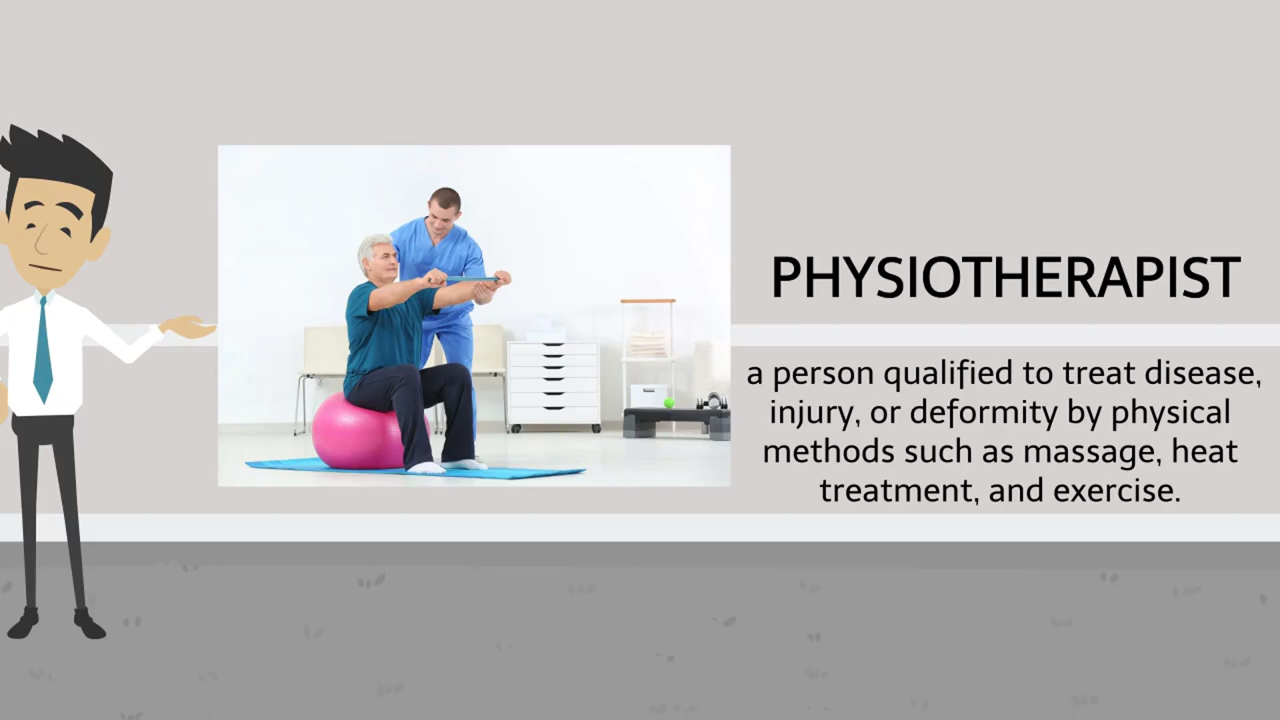 PHYSIOTHERAPIST
a person qualified to treat disease,
injury, or deformity by physical
methods such as massage, heat
treatment, and exercise.